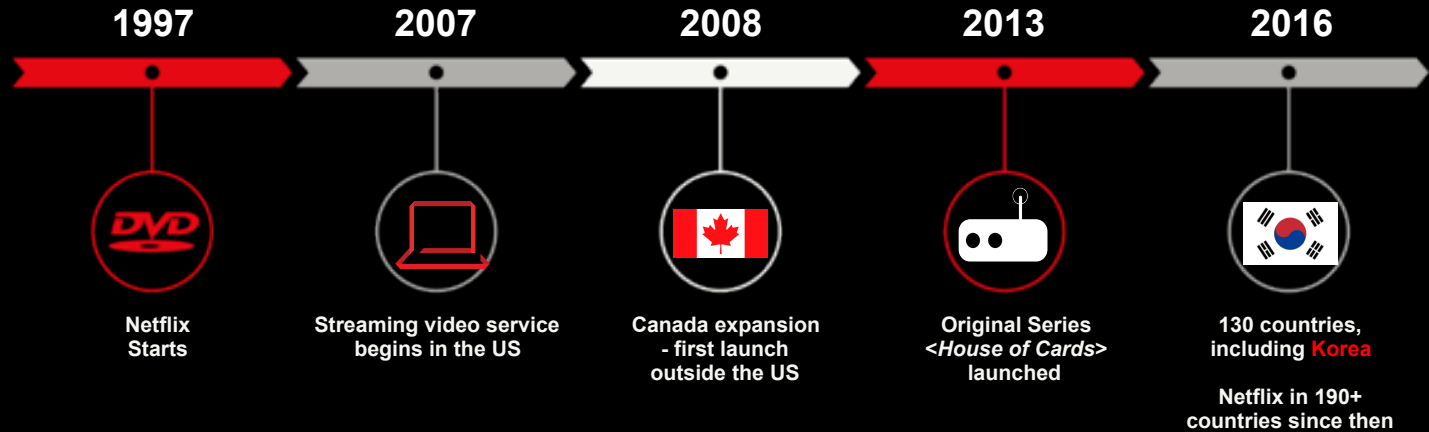 1997
2007
2008
2013
2016
DVD
Netflix
Starts
Streaming video service
begins in the US
Canada expansion
- first launch
outside the US
Original Series
<House of Cards>
launched
130 countries,
including Korea
Netflix in 190+
countries since then